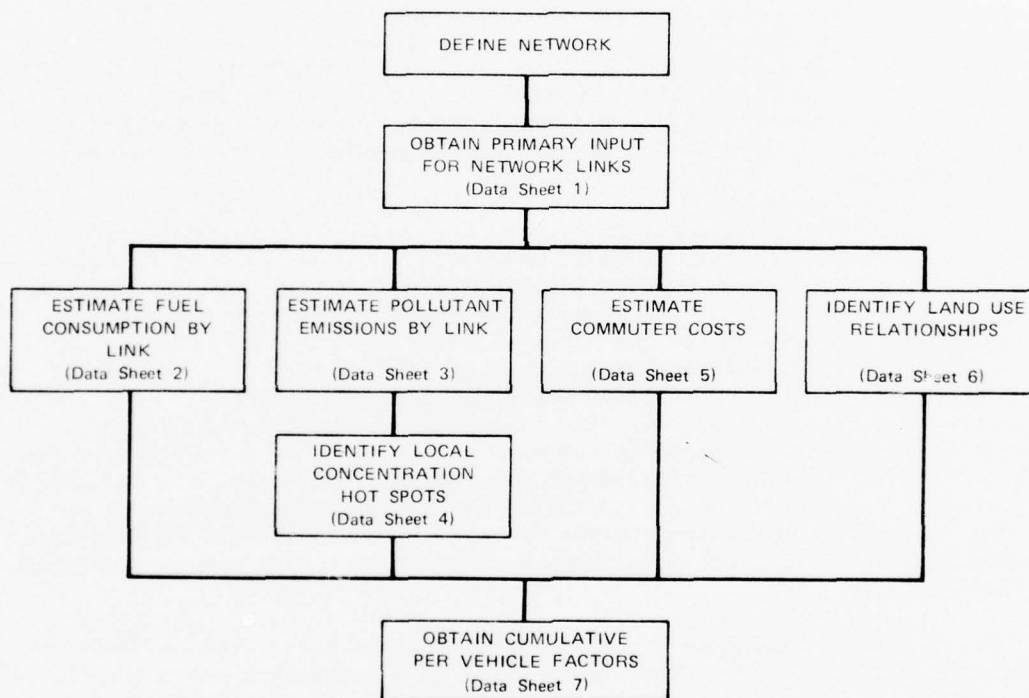 DEFINE NETWORK
OBTAIN PRIMARY INPUT
FOR NETWORK LINKS
(Data Sheet 1)
ESTIMATE FUEL
CONSUMPTION BY
LINK
(Data Sheet 2)
ESTIMATE POLLUTANT
EMISSIONS BY LINK
(Data Sheet 3)
ESTIMATE
COMMUTER COSTS
(Data Sheet 5)
IDENTIFY LAND USE
RELATIONSHIPS
(Data Sheet 6)
IDENTIFY LOCAL
CONCENTRATION
HOT SPOTS
(Data Sheet 4)
OBTAIN CUMULATIVE
PER VEHICLE FACTORS
(Data Sheet 7)